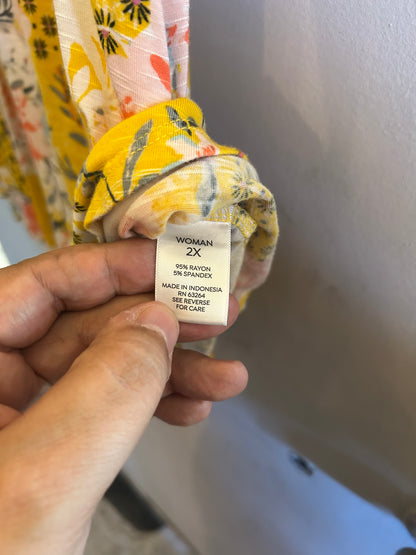 WOMAN
2X
95% RAYON
5% SPANDEX
MADE IN INDONESIA
RN 63264
SEE REVERSE
FOR CARE